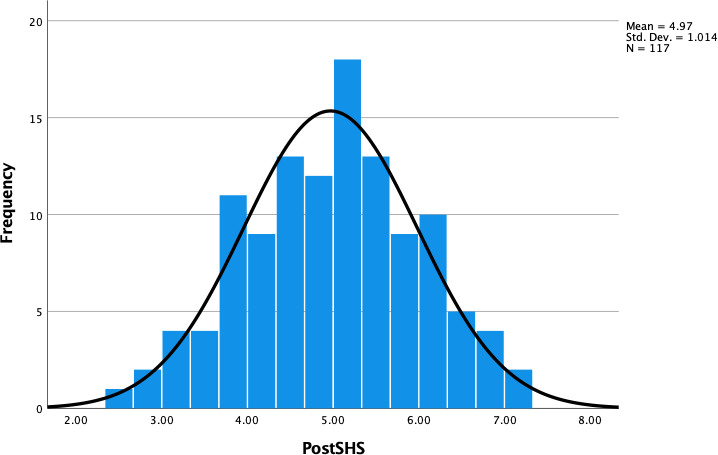 Mean = 4.97
Std. Dev. = 1.014
N = 117
Frequency
20
15
10
5
0
2.00 3.00 4.00 5.00 6.00 7.00 8.00
PostSHS